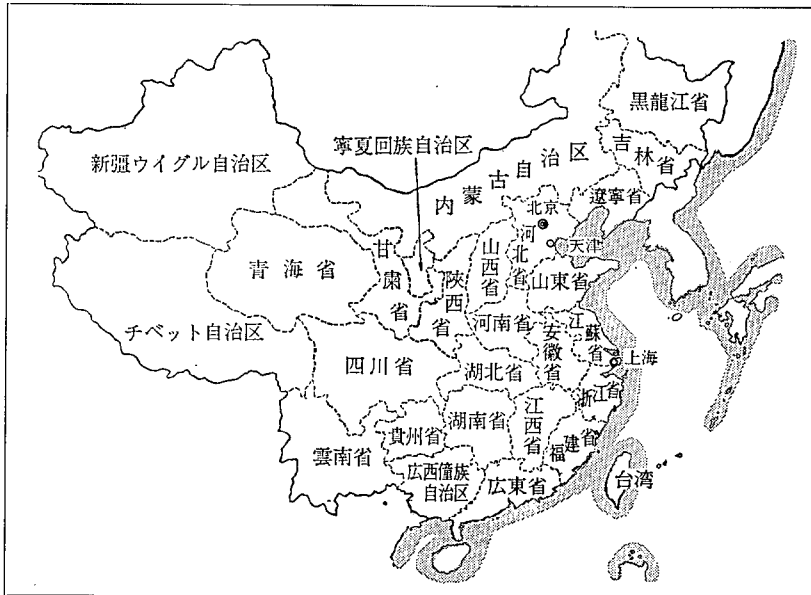 黒龍江省
吉林省
遼寧省
内蒙古自治区
寧夏回族自治区
新疆ウイグル自治区
北京
天津
河北省
山西省
山東省
甘粛省
青海省
陝西省
チベット自治区
河南省
江蘇省
安徽省
上海
四川省
湖北省
浙江省
江西省
湖南省
貴州省
雲南省
福建省
広西僮族
自治区
広東省
台湾